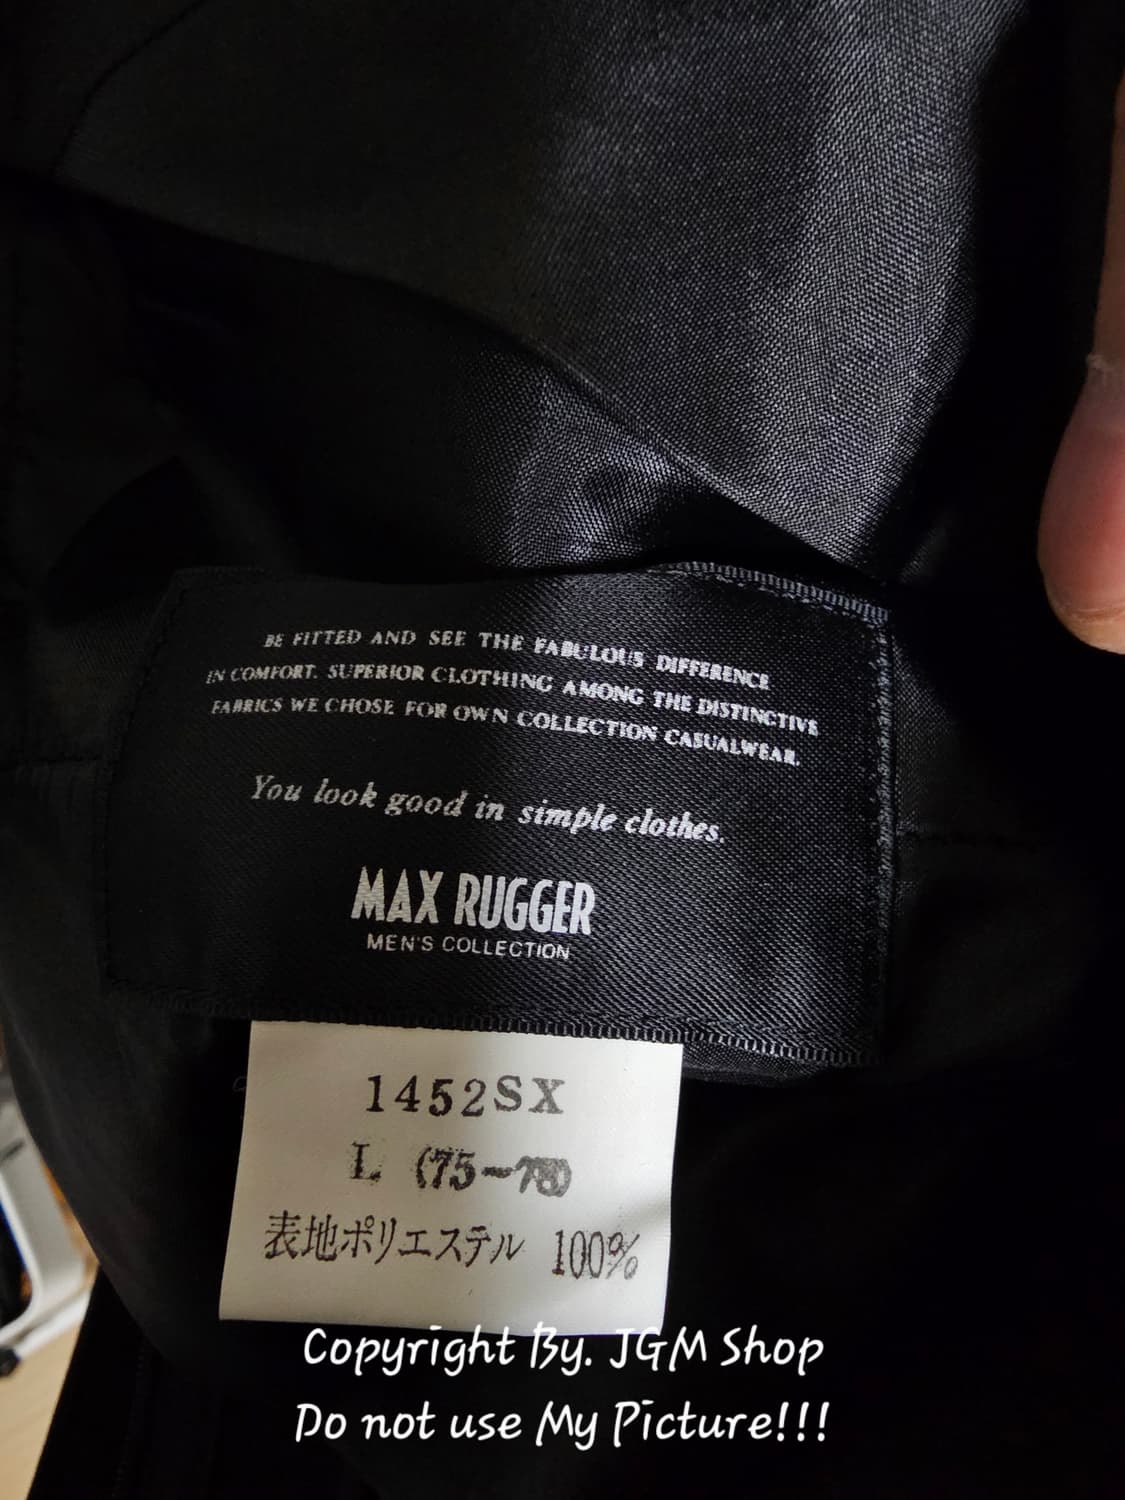 BE FITTED AND SEE THE FABULOUS DIFFERENCE
IN COMFORT. SUPERIOR CLOTHING AMONG THE DISTINCTIVE
FABRICS WE CHOSE FOR OWN COLLECTION CASUALWEAR.
You look good in simple clothes.
MAX RUGGER
MEN'S COLLECTION
1452SX
L (75-78)
表地ポリエステル 100%
Copyright By. JGM Shop
Do not use My Picture!!!